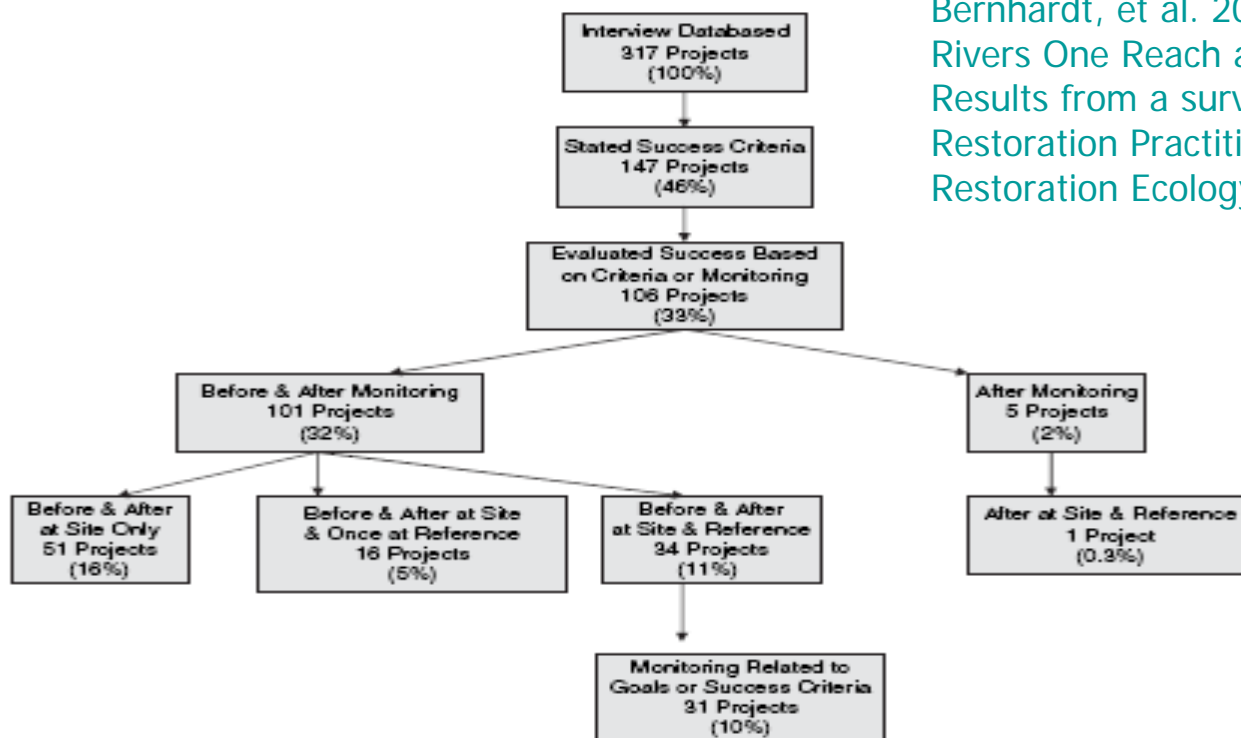 Bernhardt, et al. 20
Rivers One Reach a
Results from a surv
Restoration Practiti
Restoration Ecology
Interview Databased
317 Projects
(100%)
Stated Success Criteria
147 Projects
(46%)
Evaluated Success Based
on Criteria or Monitoring
106 Projects
(33%)
Before & After Monitoring
101 Projects
(32%)
After Monitoring
5 Projects
(2%)
Before & After
at Site Only
51 Projects
(16%)
Before & After at Site
& Once at Reference
16 Projects
(5%)
Before & After
at Site & Reference
34 Projects
(11%)
After at Site & Reference
1 Project
(0.3%)
Monitoring Related to
Goals or Success Criteria
31 Projects
(10%)